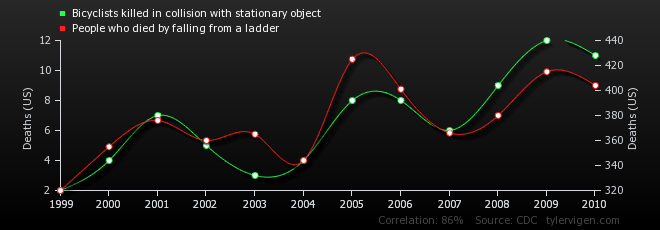 Bicyclists killed in collision with stationary object
People who died by falling from a ladder
12 440
420
10
400
8
380
6
360
4
340
2 320
Deaths (US)
Deaths (US)
1999 2000 2001 2002 2003 2004 2005 2006 2007 2008 2009 2010
Correlation: 86% Source: CDC tylervigen.com